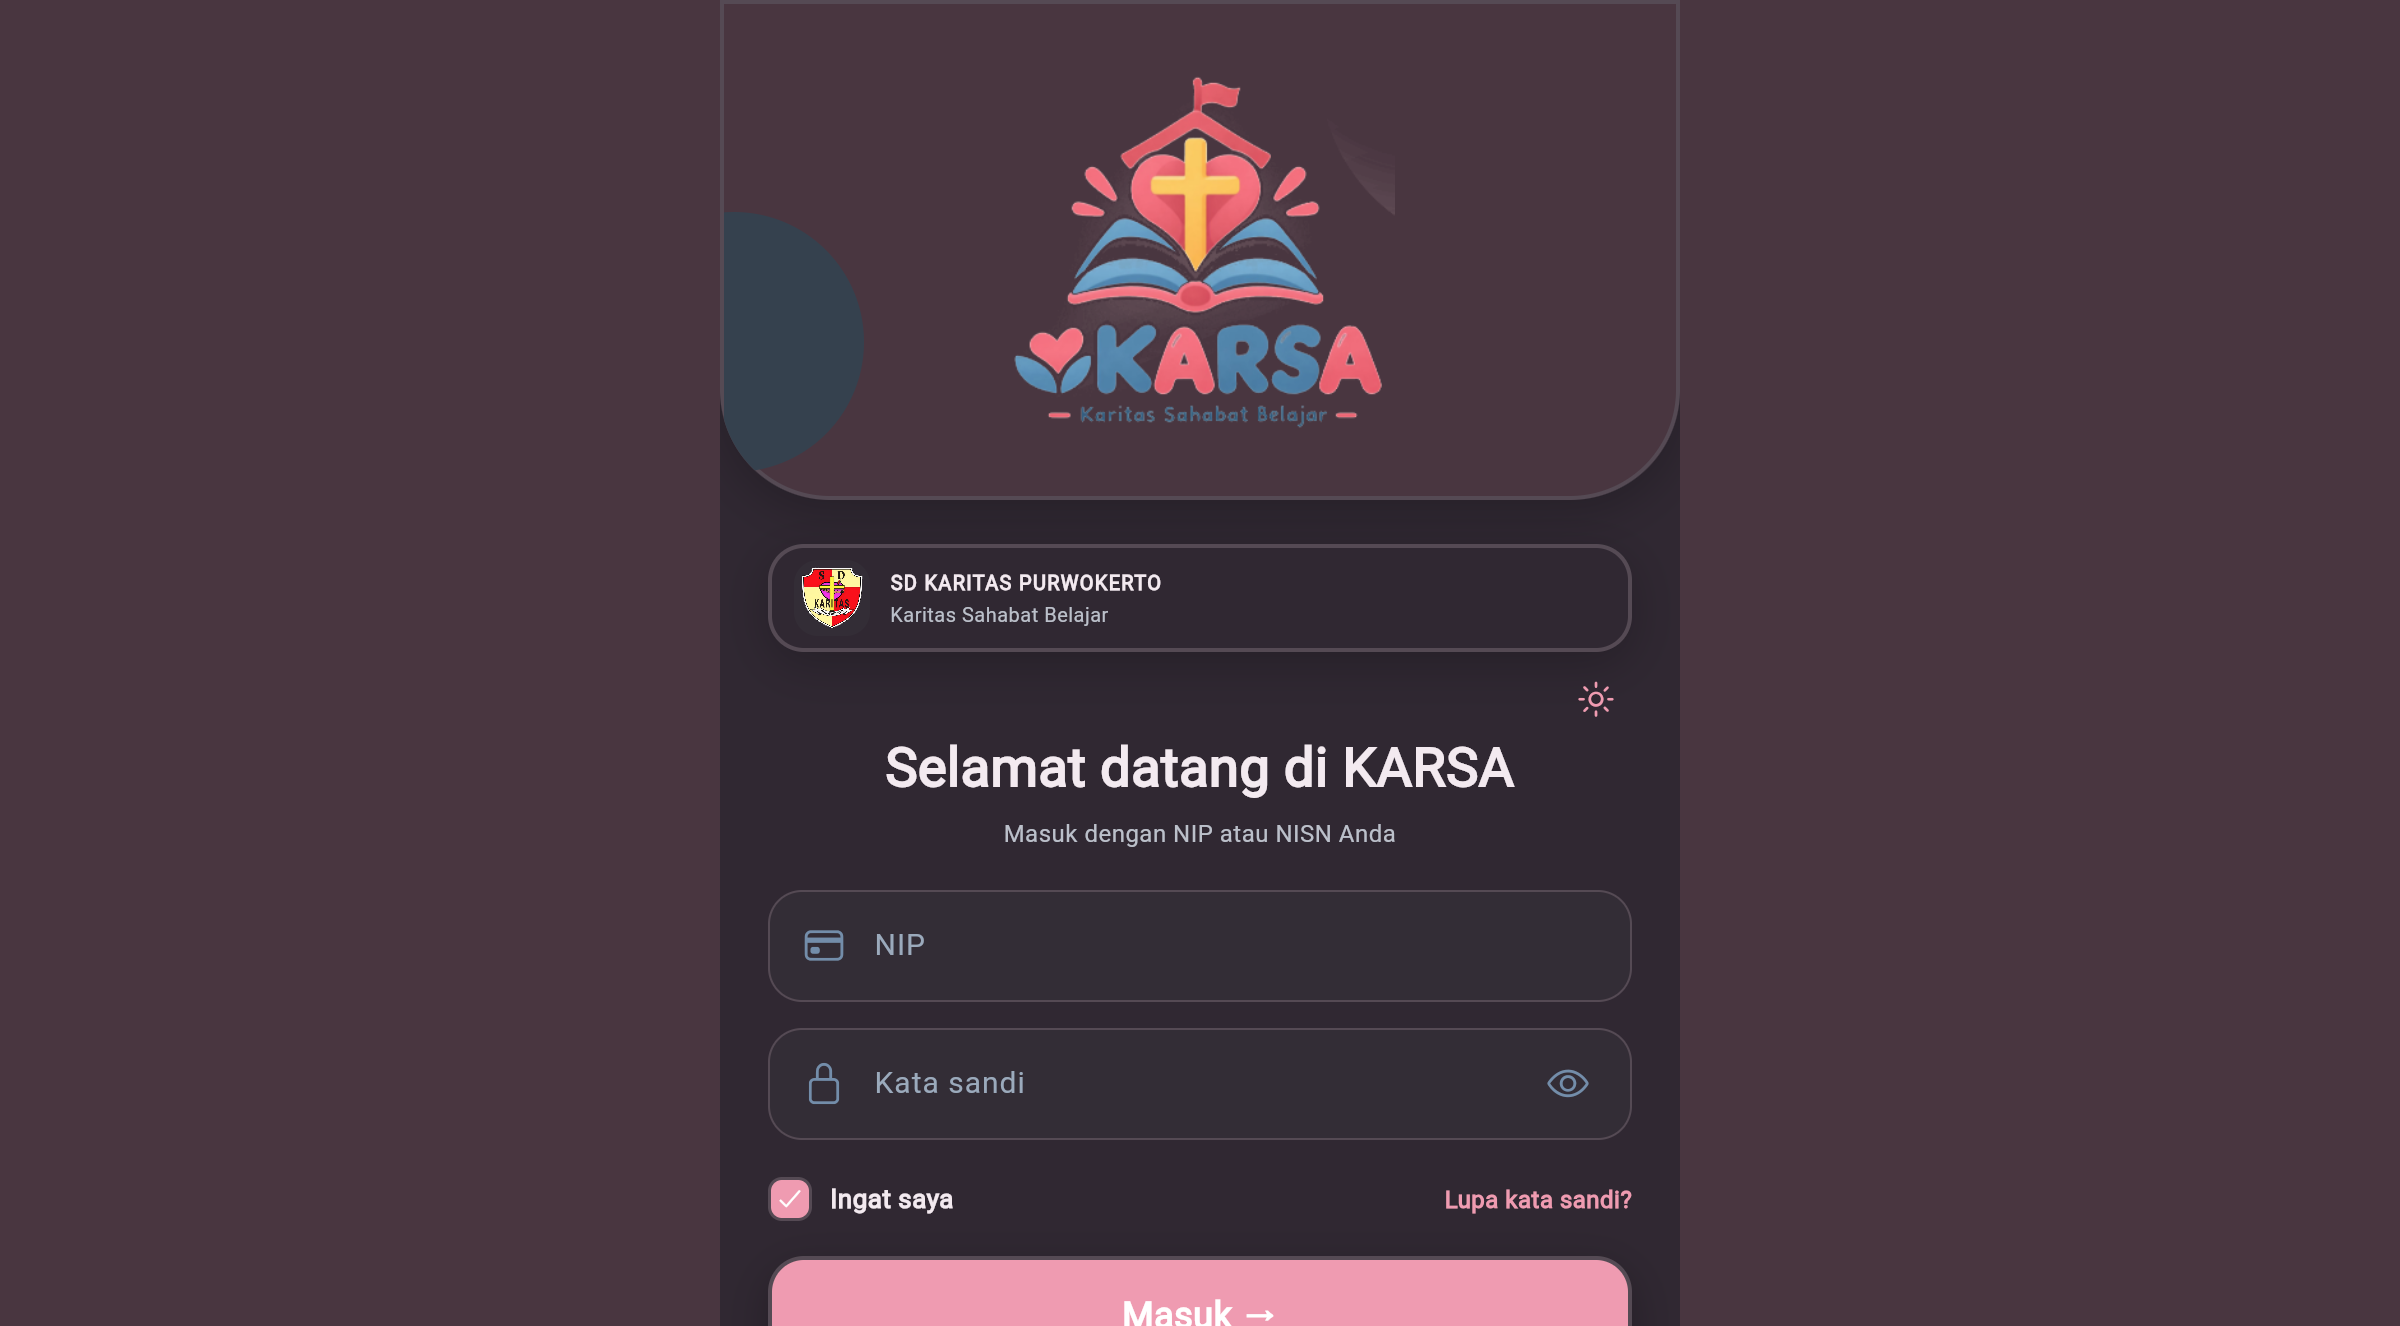 KARSA
Karitas Sahabat Belajar
S D
KARITAS
SD KARITAS PURWOKERTO
Karitas Sahabat Belajar
Selamat datang di KARSA
Masuk dengan NIP atau NISN Anda
NIP
Kata sandi
Ingat saya
Lupa kata sandi?
Masuk →